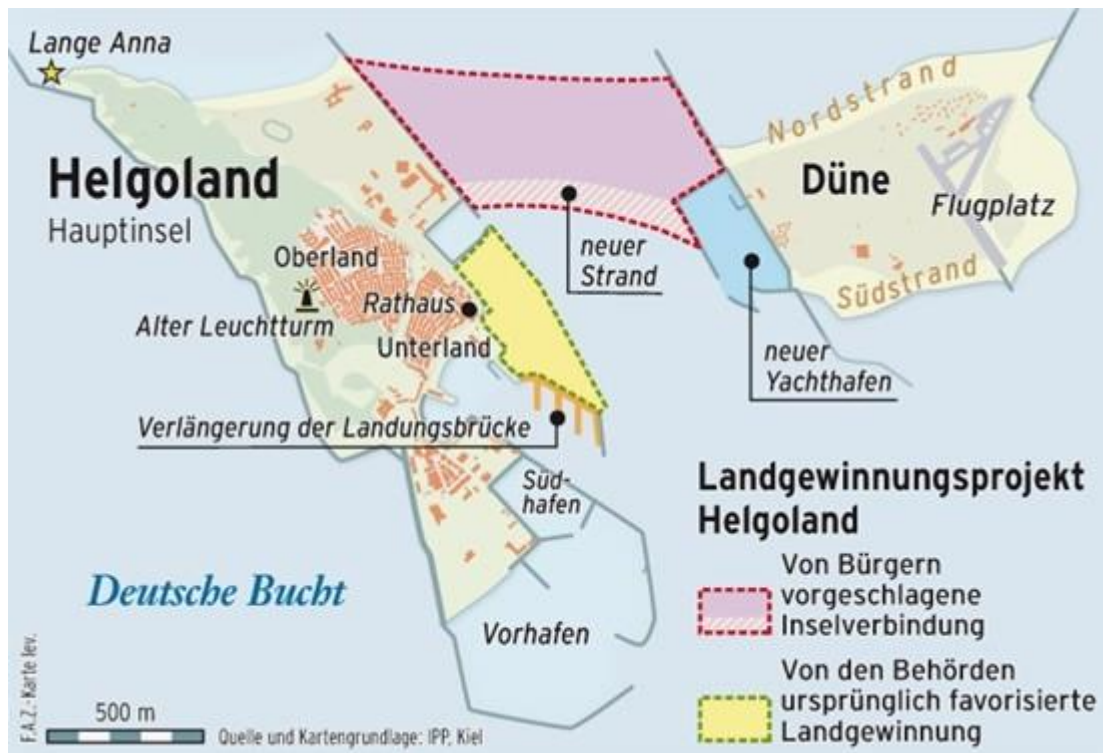 Lange Anna
Helgoland
Hauptinsel
Oberland
Alter Leuchtturm
Rathaus
Unterland
Verlängerung der Landungsbrücke
Süd-
hafen
Vorhafen
Deutsche Bucht
neuer
Strand
Nordstrand
Düne
Flugplatz
Südstrand
neuer
Yachthafen
Landgewinnungsprojekt
Helgoland
Von Bürgern
vorgeschlagene
Inselverbindung
Von den Behörden
ursprünglich favorisierte
Landgewinnung
F.A.Z.-Karte lev.
500 m
Quelle und Kartengrundlage: IPP, Kiel